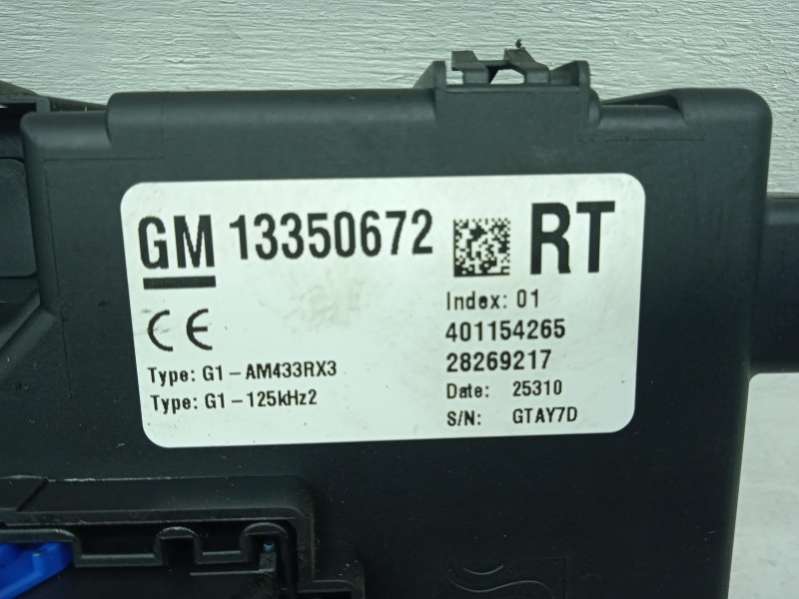 GM 13350672 RT
CE
Index: 01
401154265
28269217
Type: G1-AM433RX3
Type: G1-125kHz2
Date: 25310
S/N: GTAY7D